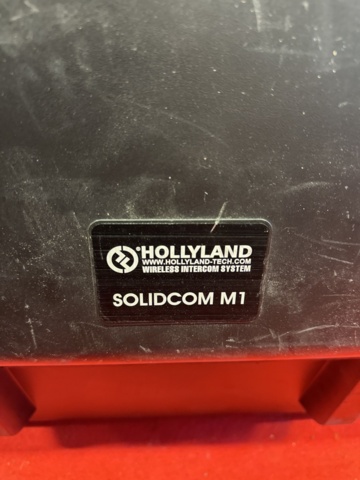 HOLLYLAND
WWW.HOLLYLAND-TECH.COM
WIRELESS INTERCOM SYSTEM
SOLIDCOM M1